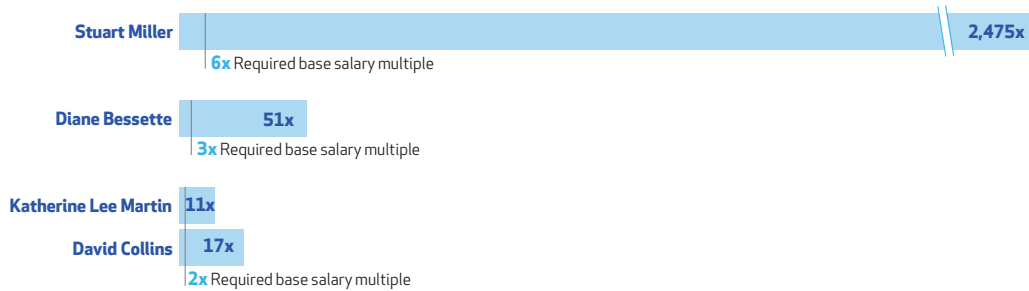 Stuart Miller 2,475x
6x Required base salary multiple
Diane Bessette 51x
3x Required base salary multiple
Katherine Lee Martin 11x
David Collins 17x
2x Required base salary multiple